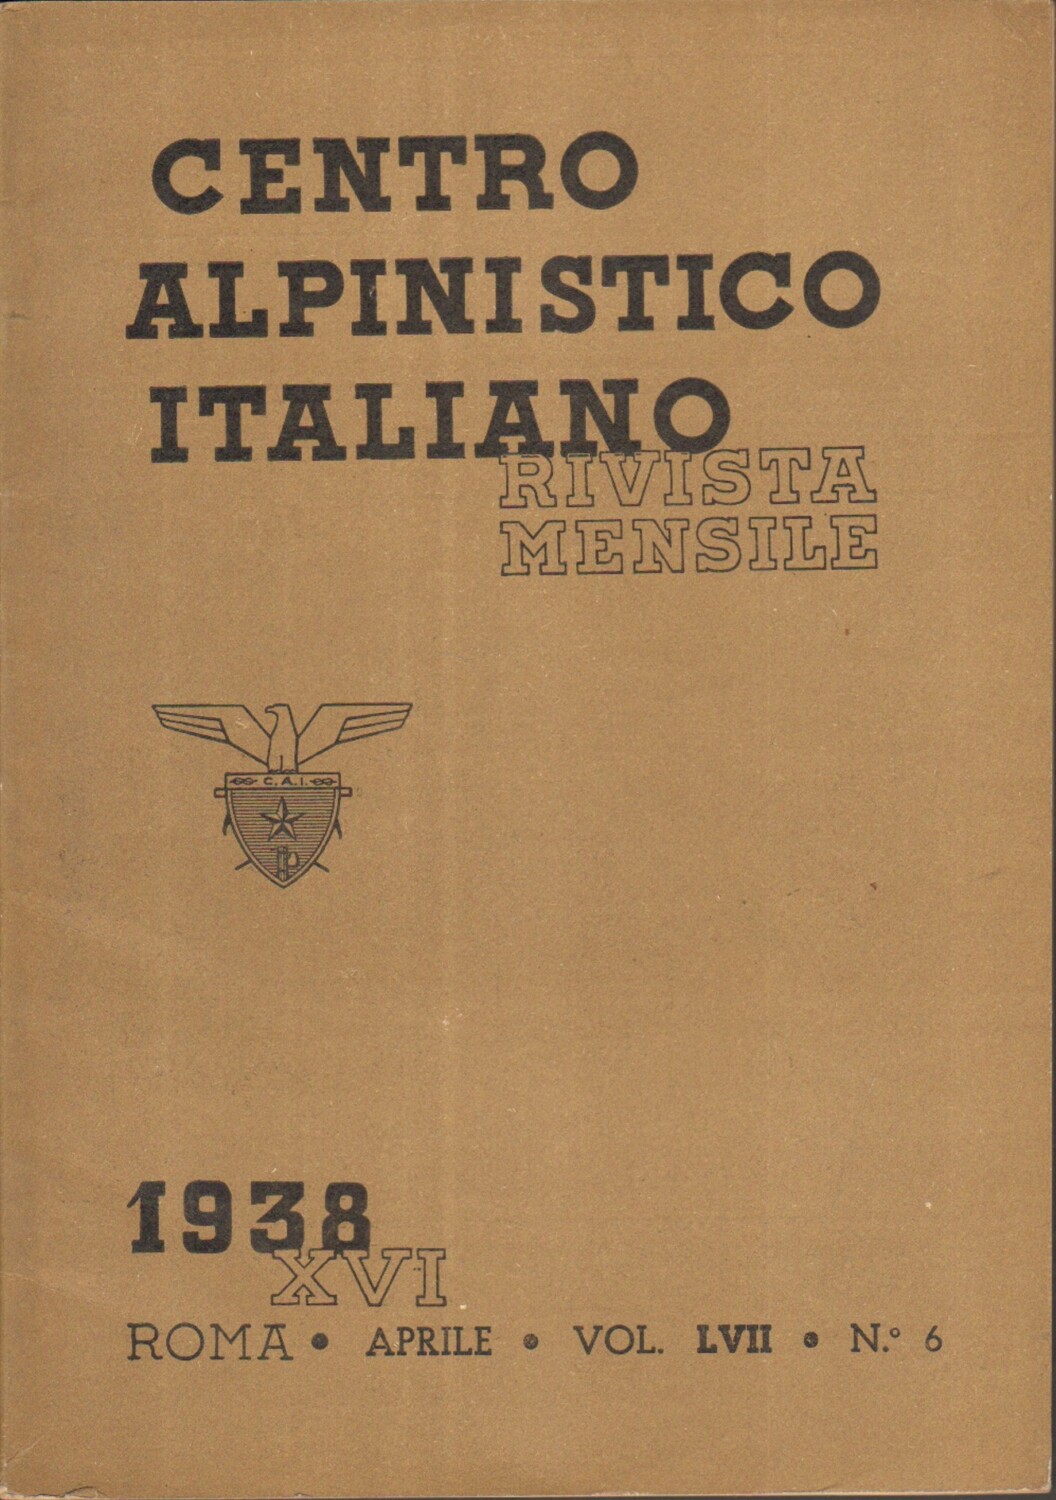 CENTRO
ALPINISTICO
ITALIANO
RIVISTA
MENSILE
C.A.I.
1938
XVI
ROMA • APRILE • VOL. LVII • N.° 6